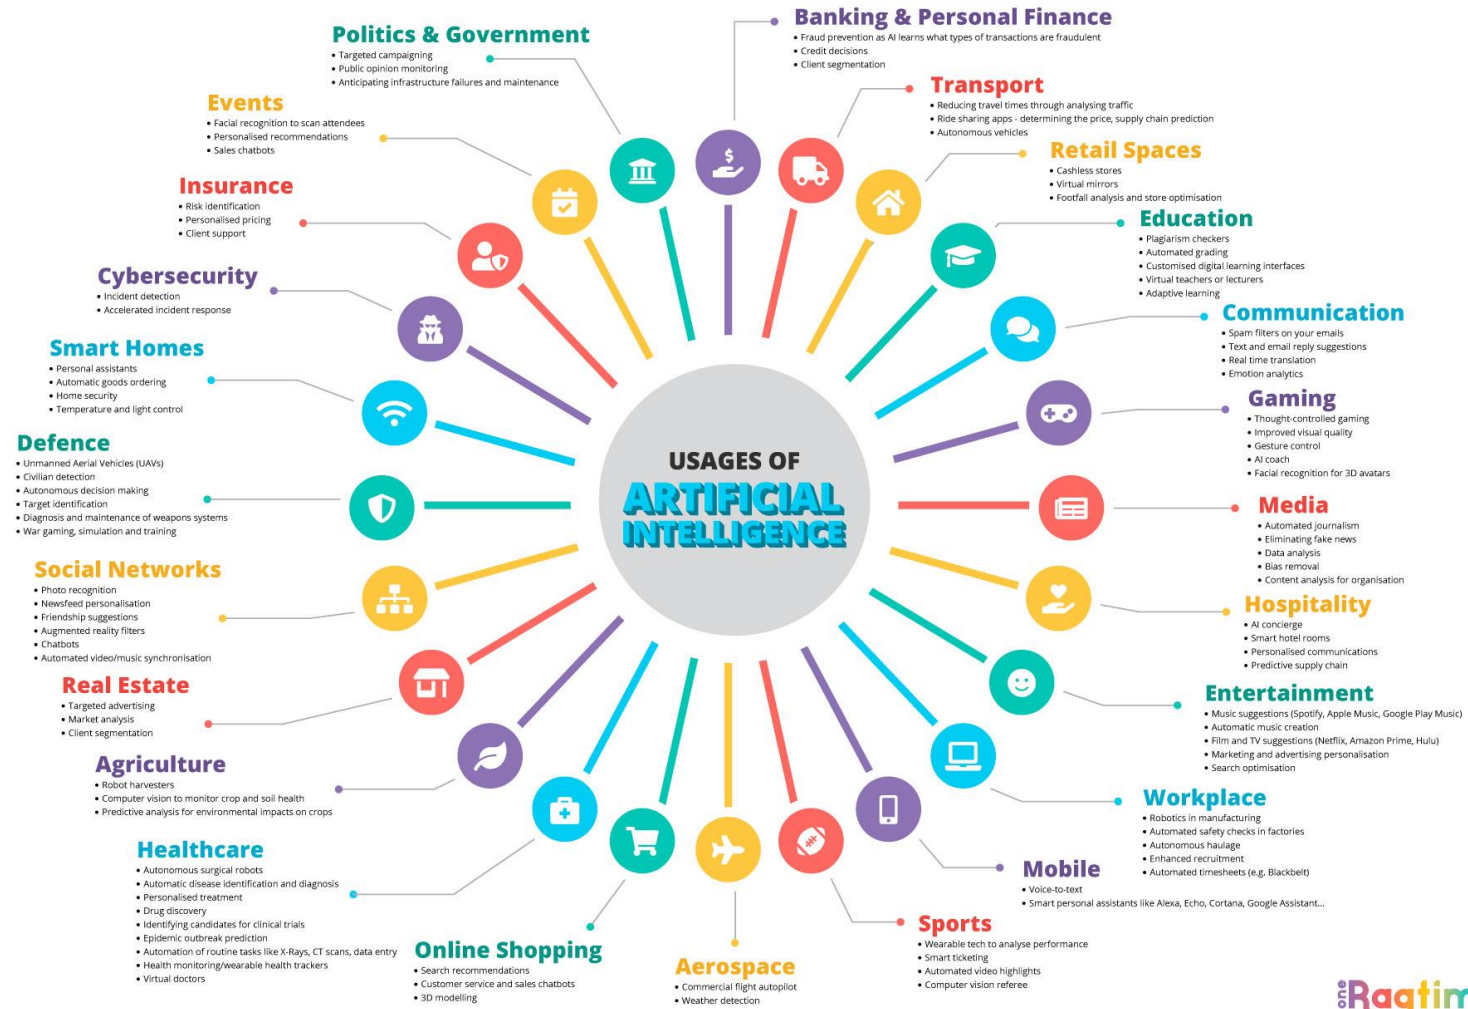 USAGES OF
ARTIFICIAL
INTELLIGENCE
Banking & Personal Finance
• Fraud prevention as AI learns what types of transactions are fraudulent
• Credit decisions
• Client segmentation
Transport
• Reducing travel times through analysing traffic
• Ride sharing apps - determining the price, supply chain prediction
• Autonomous vehicles
Retail Spaces
• Cashless stores
• Virtual mirrors
• Footfall analysis and store optimisation
Education
• Plagiarism checkers
• Automated grading
• Customised digital learning interfaces
• Virtual teachers or lecturers
• Adaptive learning
Communication
• Spam filters on your emails
• Text and email reply suggestions
• Real time translation
• Emotion analytics
Gaming
• Thought-controlled gaming
• Improved visual quality
• Gesture control
• AI coach
• Facial recognition for 3D avatars
Media
• Automated journalism
• Eliminating fake news
• Data analysis
• Bias removal
• Content analysis for organisation
Hospitality
• AI concierge
• Smart hotel rooms
• Personalised communications
• Predictive supply chain
Entertainment
• Music suggestions (Spotify, Apple Music, Google Play Music)
• Automatic music creation
• Film and TV suggestions (Netflix, Amazon Prime, Hulu)
• Marketing and advertising personalisation
• Search optimisation
Workplace
• Robotics in manufacturing
• Automated safety checks in factories
• Autonomous haulage
• Enhanced recruitment
• Automated timesheets (e.g. Blackbelt)
Mobile
• Voice-to-text
• Smart personal assistants like Alexa, Echo, Cortana, Google Assistant...
Sports
• Wearable tech to analyse performance
• Smart ticketing
• Automated video highlights
• Computer vision referee
Aerospace
• Commercial flight autopilot
• Weather detection
Online Shopping
• Search recommendations
• Customer service and sales chatbots
• 3D modelling
Healthcare
• Autonomous surgical robots
• Automatic disease identification and diagnosis
• Personalised treatment
• Drug discovery
• Identifying candidates for clinical trials
• Epidemic outbreak prediction
• Automation of routine tasks like X-Rays, CT scans, data entry
• Health monitoring/wearable health trackers
• Virtual doctors
Agriculture
• Robot harvesters
• Computer vision to monitor crop and soil health
• Predictive analysis for environmental impacts on crops
Real Estate
• Targeted advertising
• Market analysis
• Client segmentation
Social Networks
• Photo recognition
• Newsfeed personalisation
• Friendship suggestions
• Augmented reality filters
• Chatbots
• Automated video/music synchronisation
Defence
• Unmanned Aerial Vehicles (UAVs)
• Civilian detection
• Autonomous decision making
• Target identification
• Diagnosis and maintenance of weapons systems
• War gaming, simulation and training
Smart Homes
• Personal assistants
• Automatic goods ordering
• Home security
• Temperature and light control
Cybersecurity
• Incident detection
• Accelerated incident response
Insurance
• Risk identification
• Personalised pricing
• Client support
Events
• Facial recognition to scan attendees
• Personalised recommendations
• Sales chatbots
Politics & Government
• Targeted campaigning
• Public opinion monitoring
• Anticipating infrastructure failures and maintenance
one